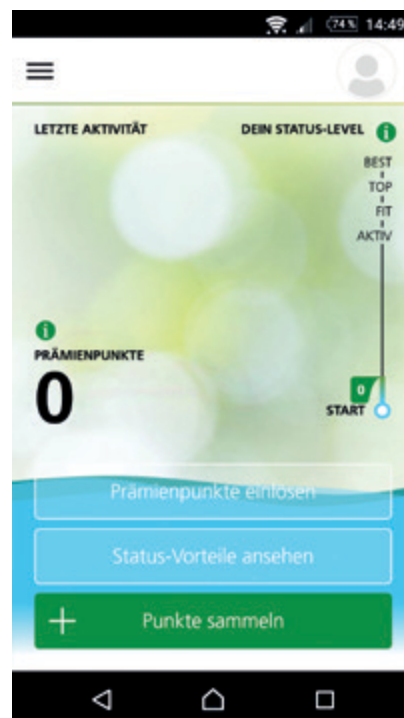 74 % 14:49
LETZTE AKTIVITÄT
DEIN STATUS-LEVEL i
BEST
TOP
FIT
AKTIV
i
PRÄMIENPUNKTE
0
0
START
Prämienpunkte einlösen
Status-Vorteile ansehen
+ Punkte sammeln